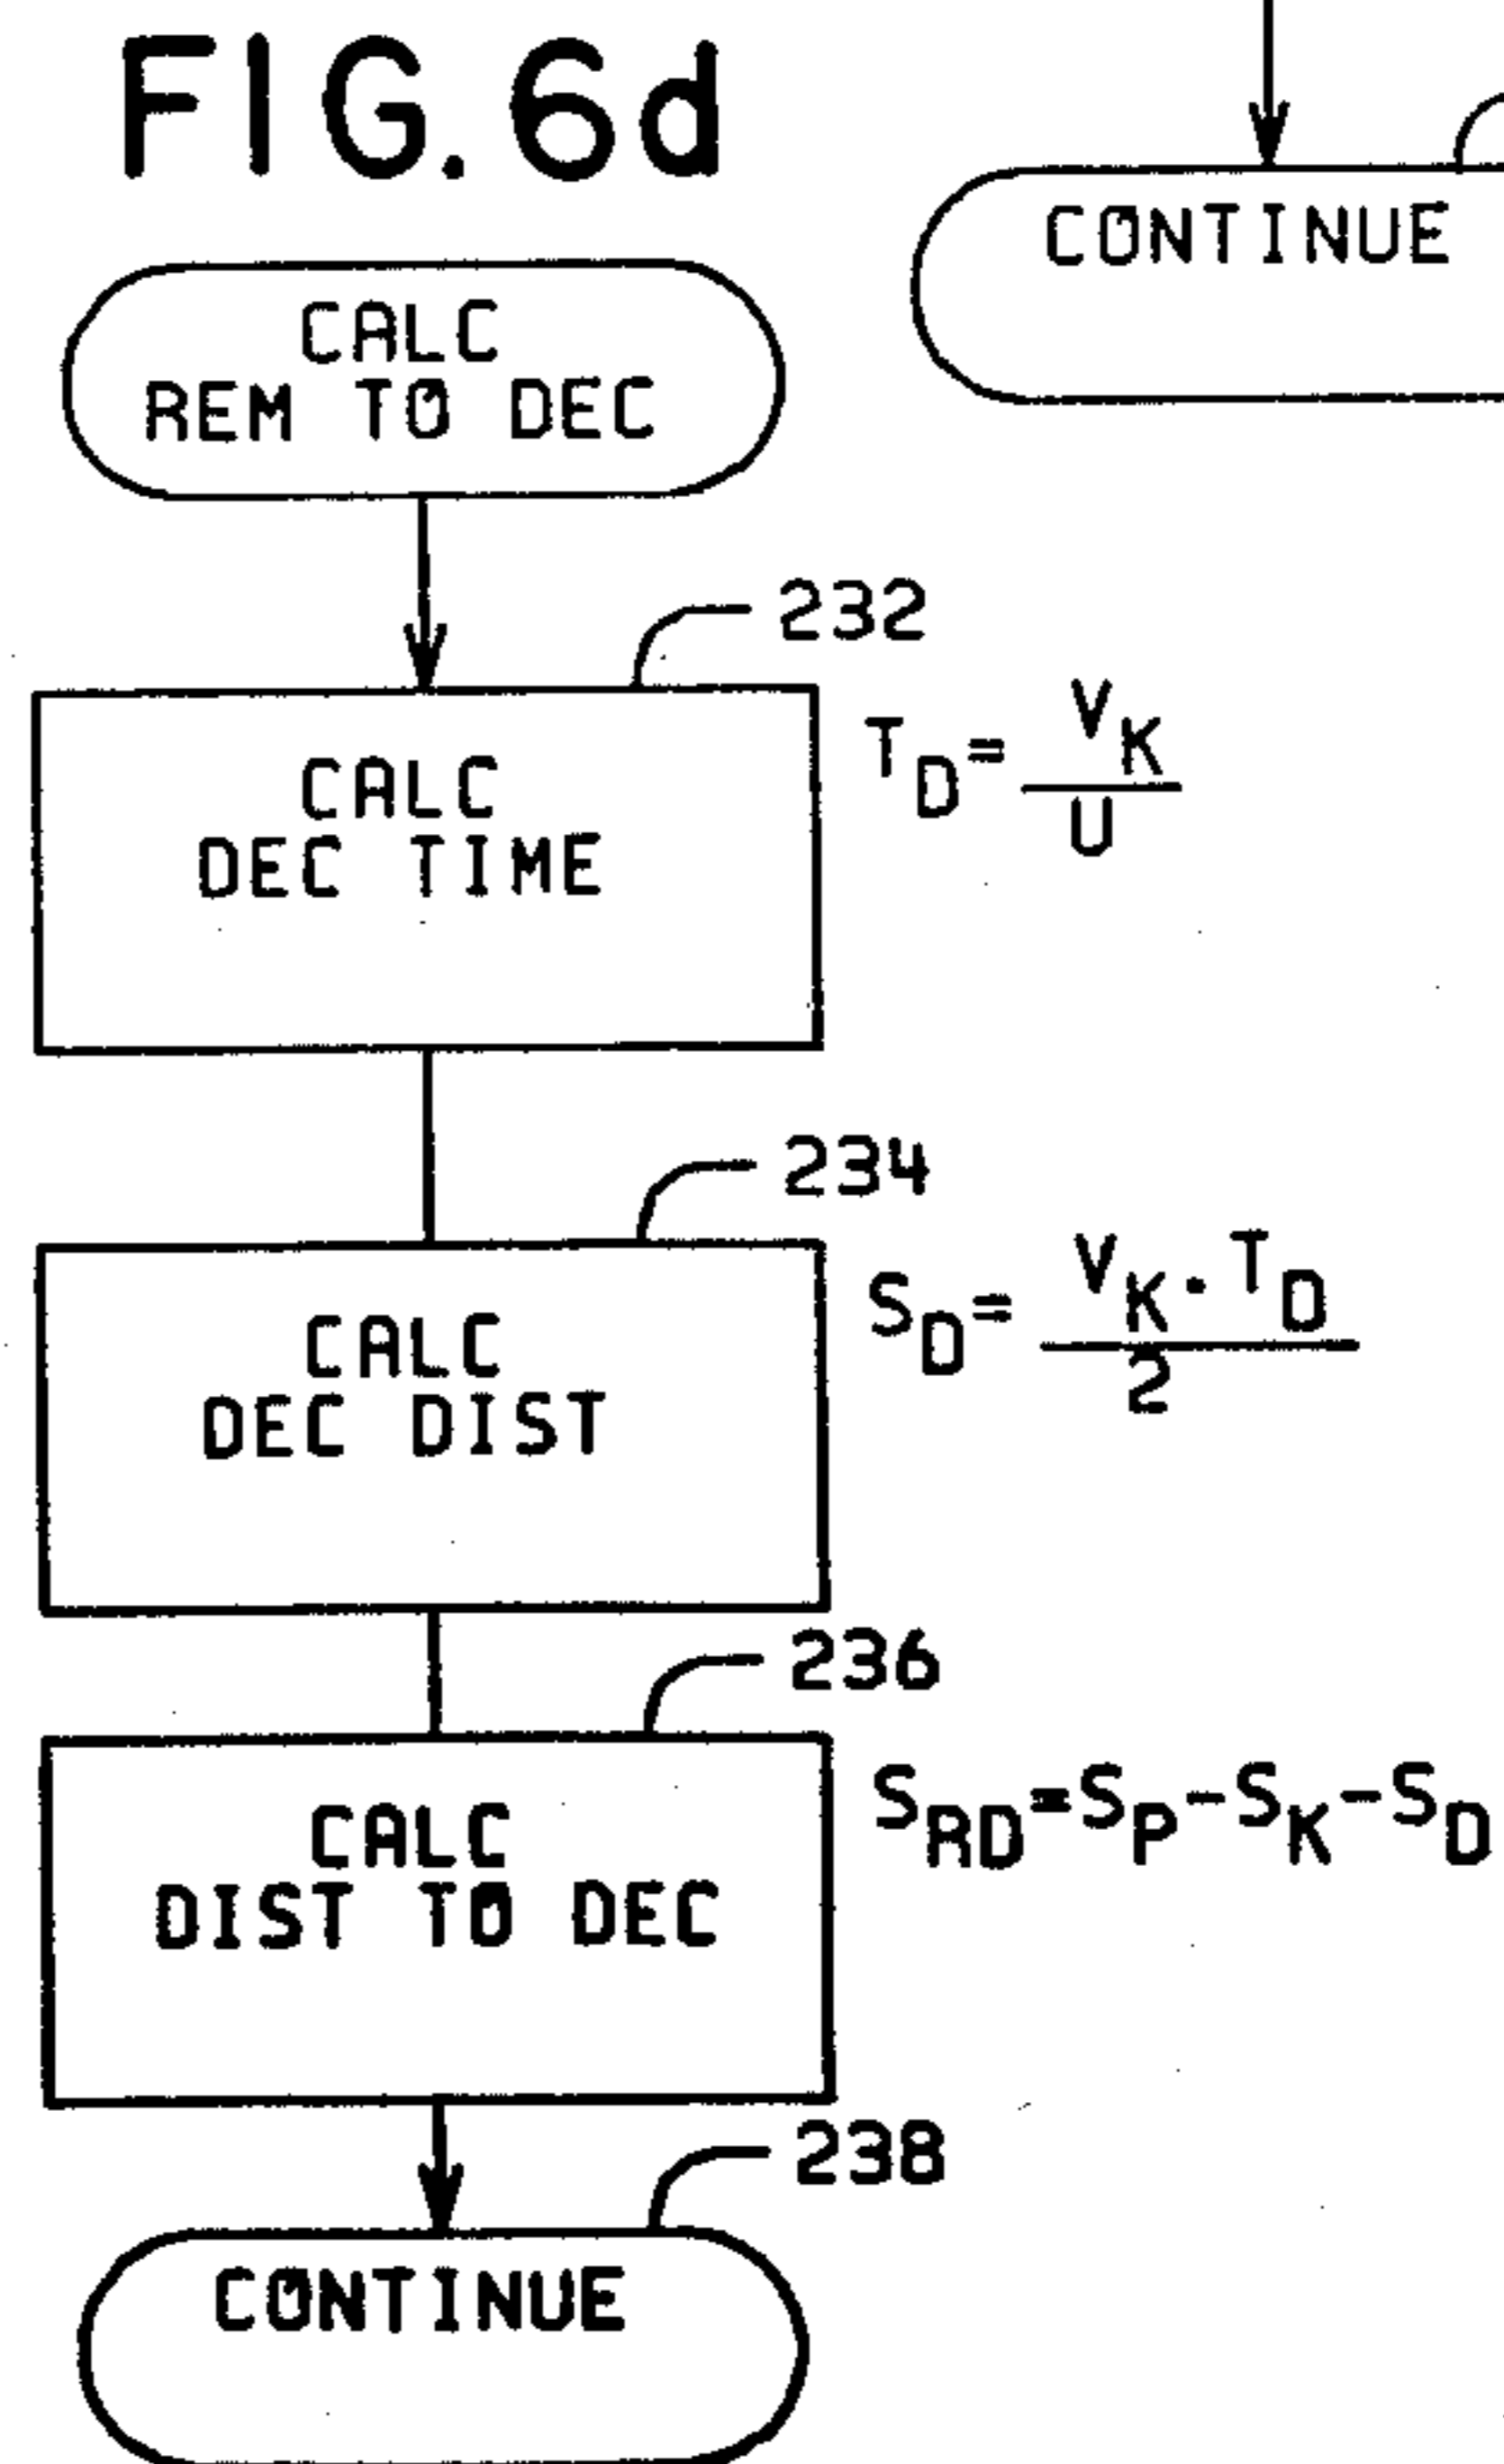 FIG. 6d
CONTINUE
CALC
REM TO DEC
232
CALC
DEC TIME
T_D = V_K / U
234
CALC
DEC DIST
S_D = V_K · T_D / 2
236
CALC
DIST TO DEC
S_RD = S_P - S_K - S_D
238
CONTINUE